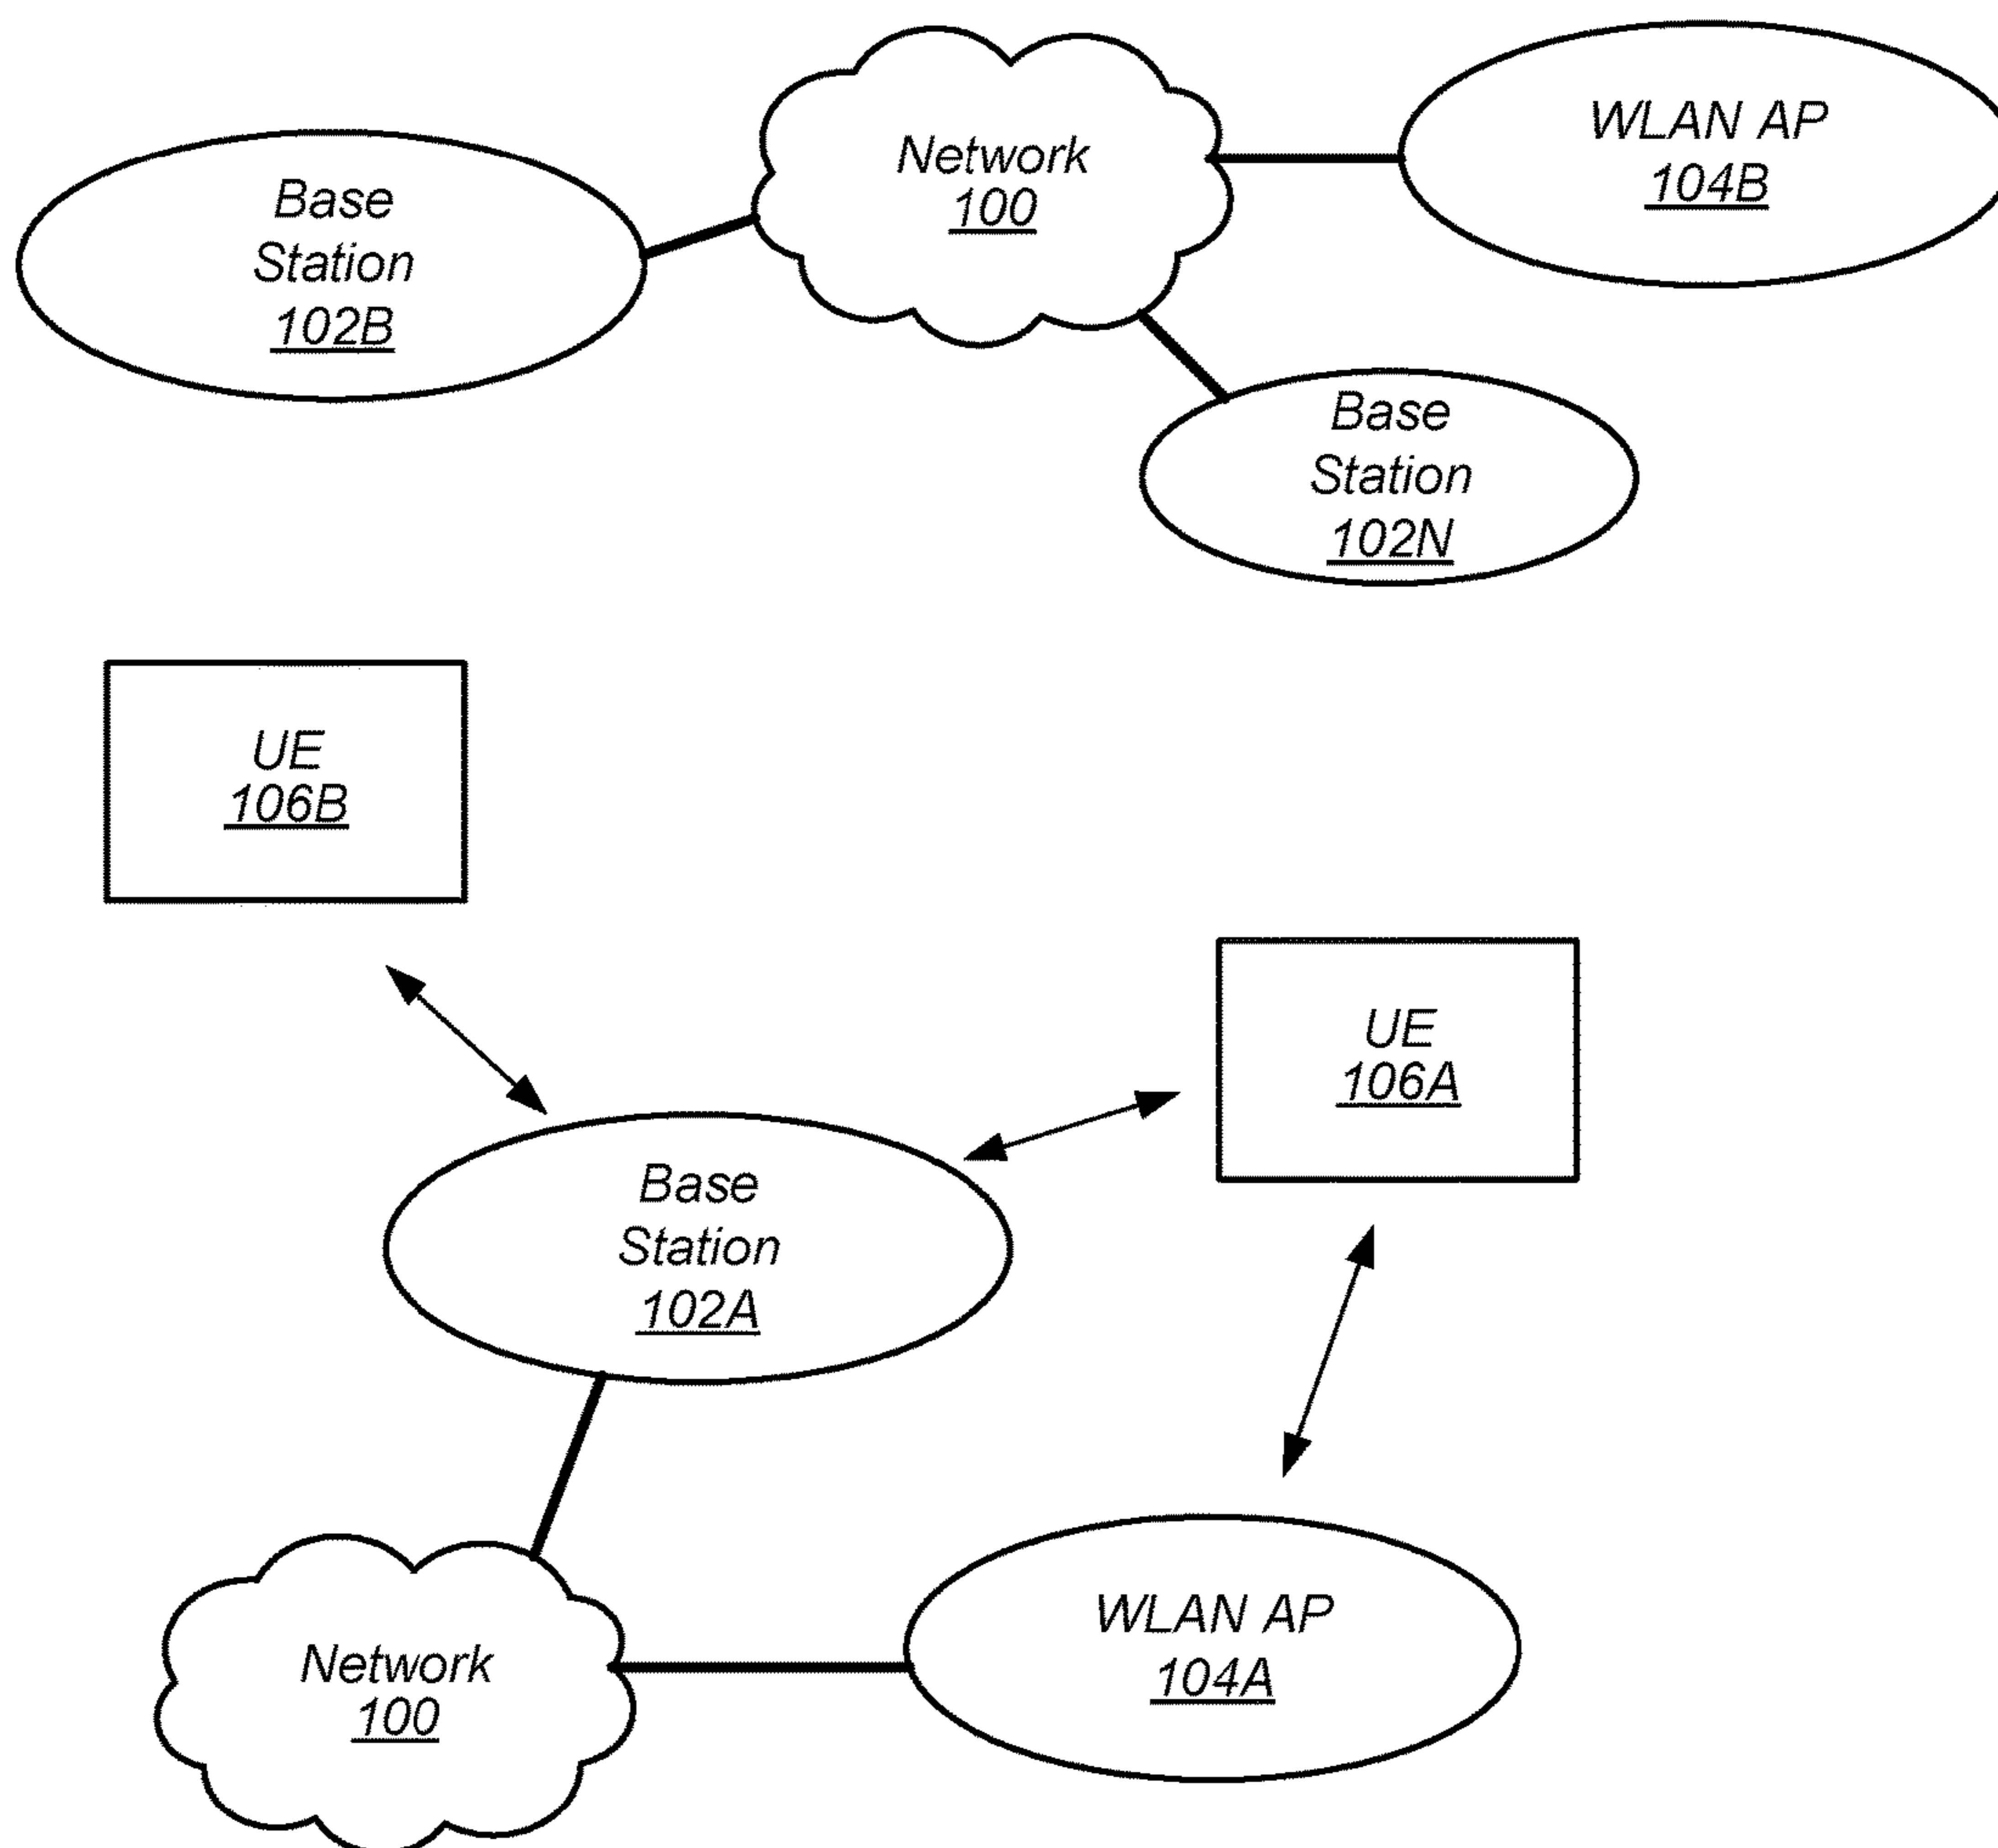 Network
100
WLAN AP
104B
Base
Station
102B
Base
Station
102N
UE
106B
UE
106A
Base
Station
102A
WLAN AP
104A
Network
100